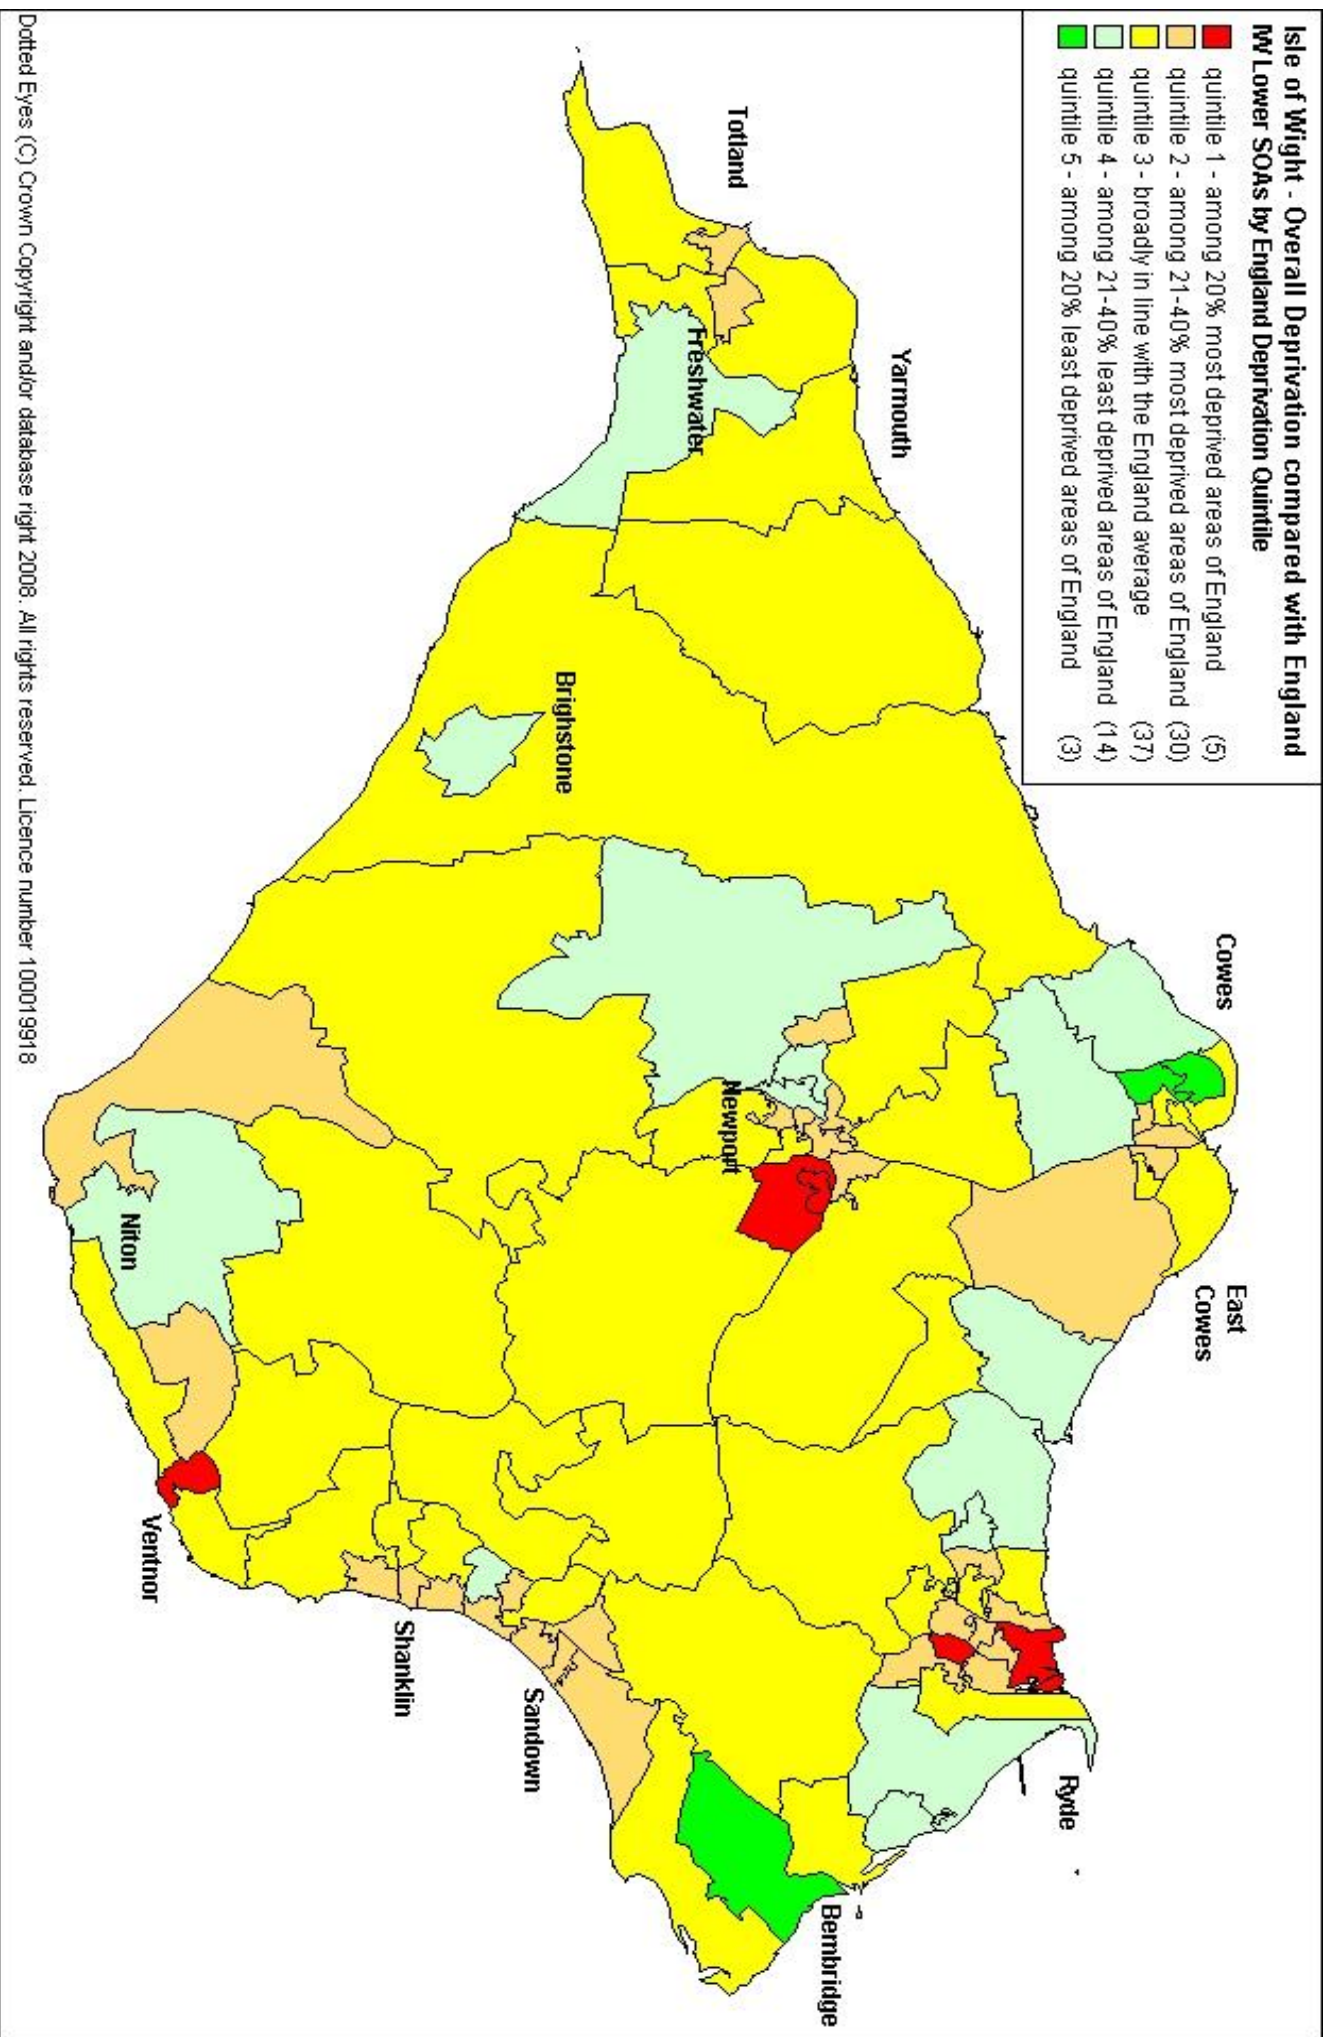 Isle of Wight - Overall Deprivation compared with England
IW Lower SOAs by England Deprivation Quintile
quintile 1 - among 20% most deprived areas of England (5)
quintile 2 - among 21-40% most deprived areas of England (30)
quintile 3 - broadly in line with the England average (37)
quintile 4 - among 21-40% least deprived areas of England (14)
quintile 5 - among 20% least deprived areas of England (3)
Cowes
East
Cowes
Ryde
Yarmouth
Bembridge
Totland
Newport
Freshwater
Brighstone
Sandown
Shanklin
Ventnor
Niton
Dotted Eyes (C) Crown Copyright and/or database right 2008. All rights reserved. Licence number 100019918